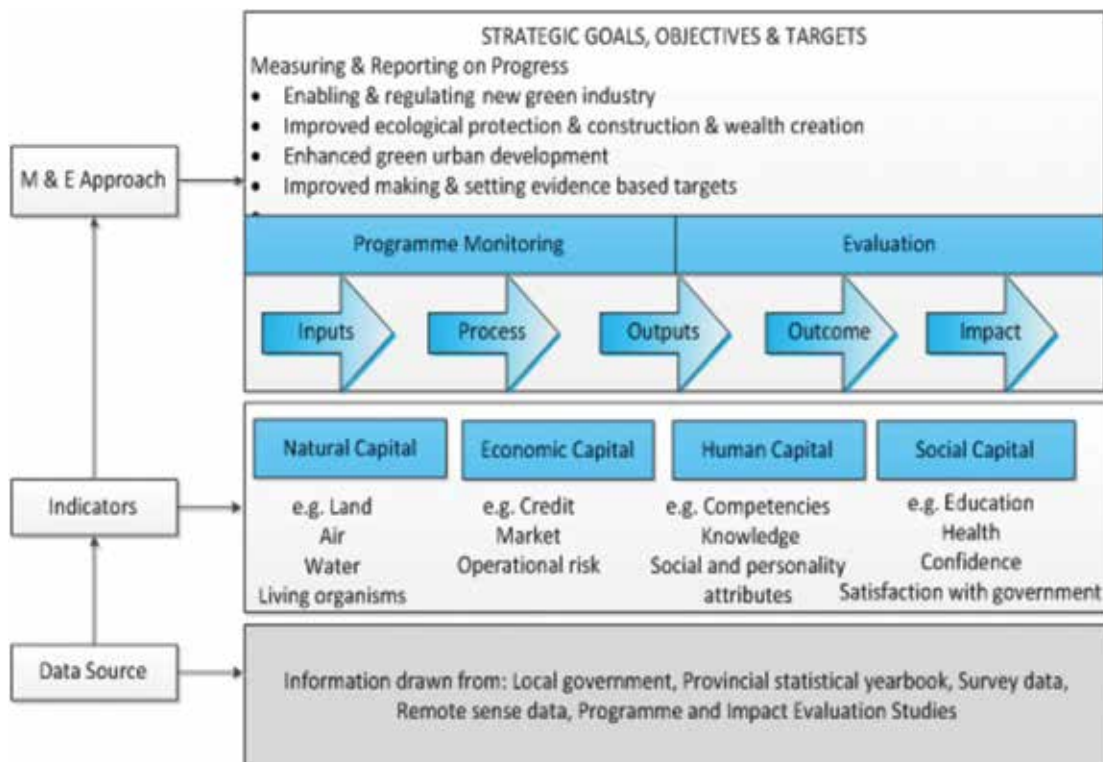 STRATEGIC GOALS, OBJECTIVES & TARGETS
Measuring & Reporting on Progress
• Enabling & regulating new green industry
• Improved ecological protection & construction & wealth creation
• Enhanced green urban development
• Improved making & setting evidence based targets
•
M & E Approach
Programme Monitoring
Evaluation
Inputs
Process
Outputs
Outcome
Impact
Indicators
Natural Capital
e.g. Land
Air
Water
Living organisms
Economic Capital
e.g. Credit
Market
Operational risk
Human Capital
e.g. Competencies
Knowledge
Social and personality
attributes
Social Capital
e.g. Education
Health
Confidence
Satisfaction with government
Data Source
Information drawn from: Local government, Provincial statistical yearbook, Survey data,
Remote sense data, Programme and Impact Evaluation Studies